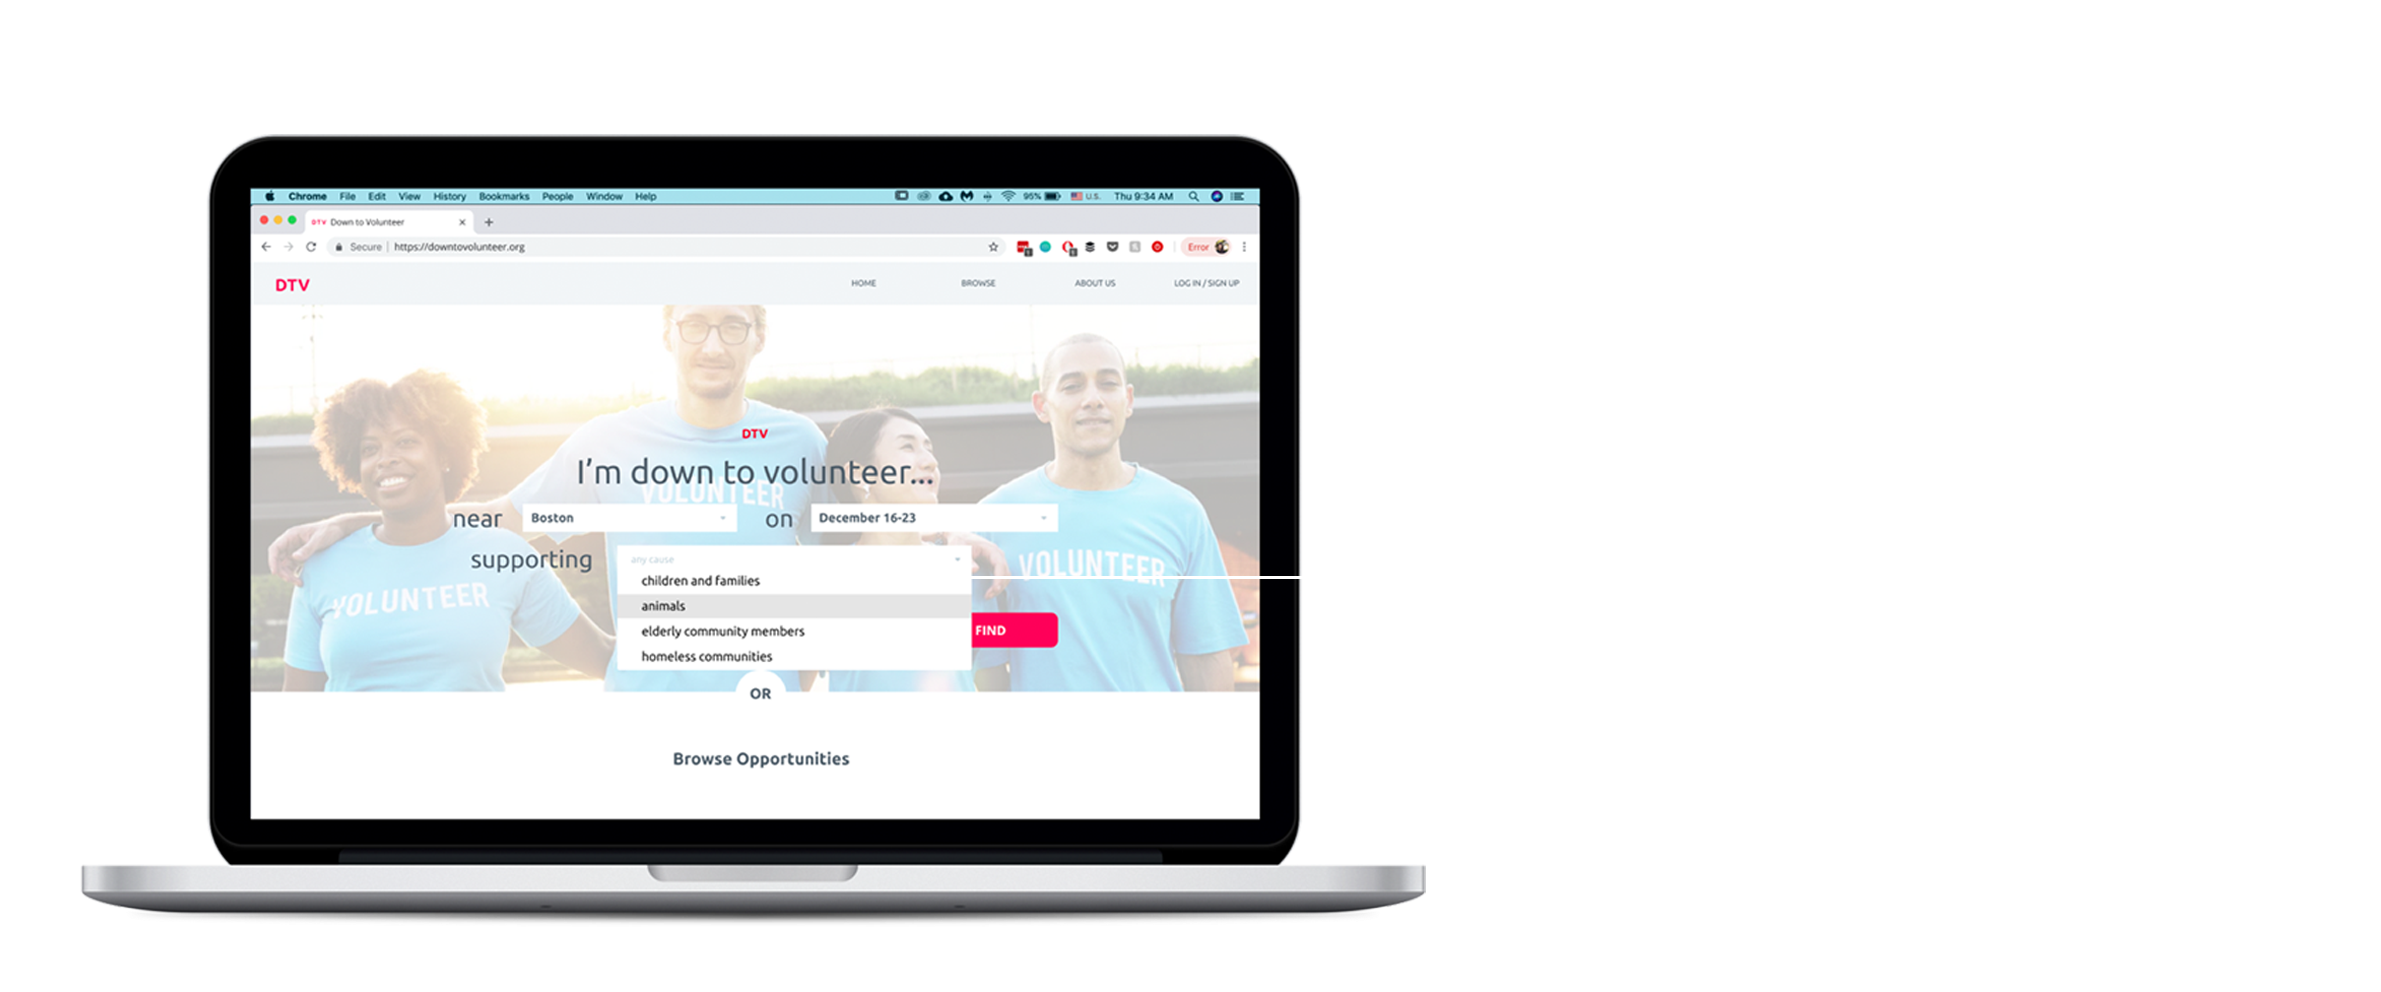 Chrome File Edit View History Bookmarks People Window Help 95% U.S. Thu 9:34 AM
DTV Down to Volunteer
Secure | https://downtovolunteer.org Error
DTV HOME BROWSE ABOUT US LOG IN / SIGN UP
DTV
I'm down to volunteer...
VOLUNTEER
near Boston on December 16-23
supporting any cause
VOLUNTEER
children and families
animals
VOLUNTEER
elderly community members
FIND
homeless communities
OR
Browse Opportunities